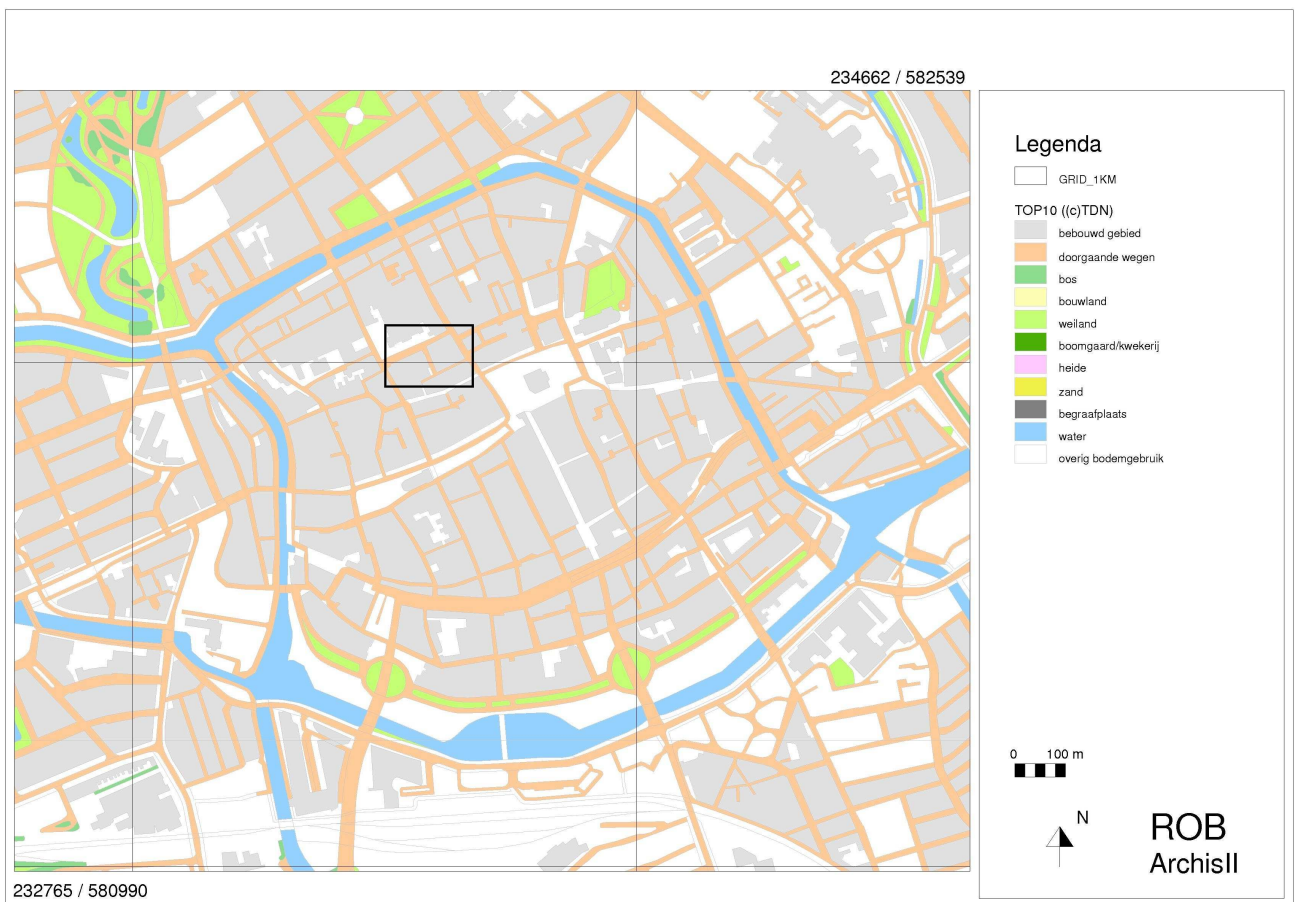 234662 / 582539
Legenda
GRID_1KM
TOP10 ((c)TDN)
bebouwd gebied
doorgaande wegen
bos
bouwland
weiland
boomgaard/kwekerij
heide
zand
begraafplaats
water
overig bodemgebruik
0 100 m
N
ROB
ArchisII
232765 / 580990